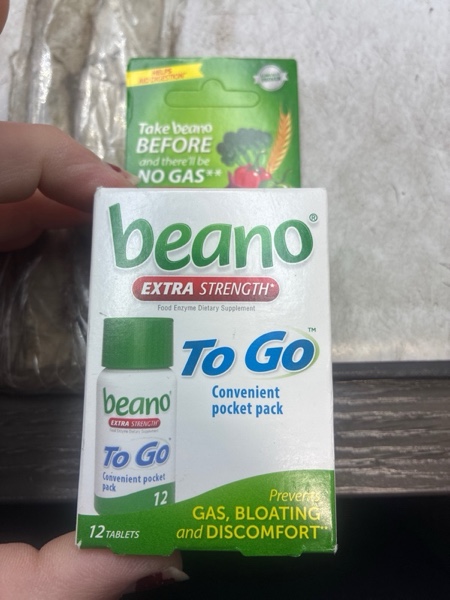 HELPS
Take beano
BEFORE
and there'll be
NO GAS**
beano®
EXTRA STRENGTH*
Food Enzyme Dietary Supplement
To Go™
Convenient
pocket pack
beano®
EXTRA STRENGTH*
To Go
Convenient pocket
pack
12
12 TABLETS
Prevents
GAS, BLOATING
and DISCOMFORT**